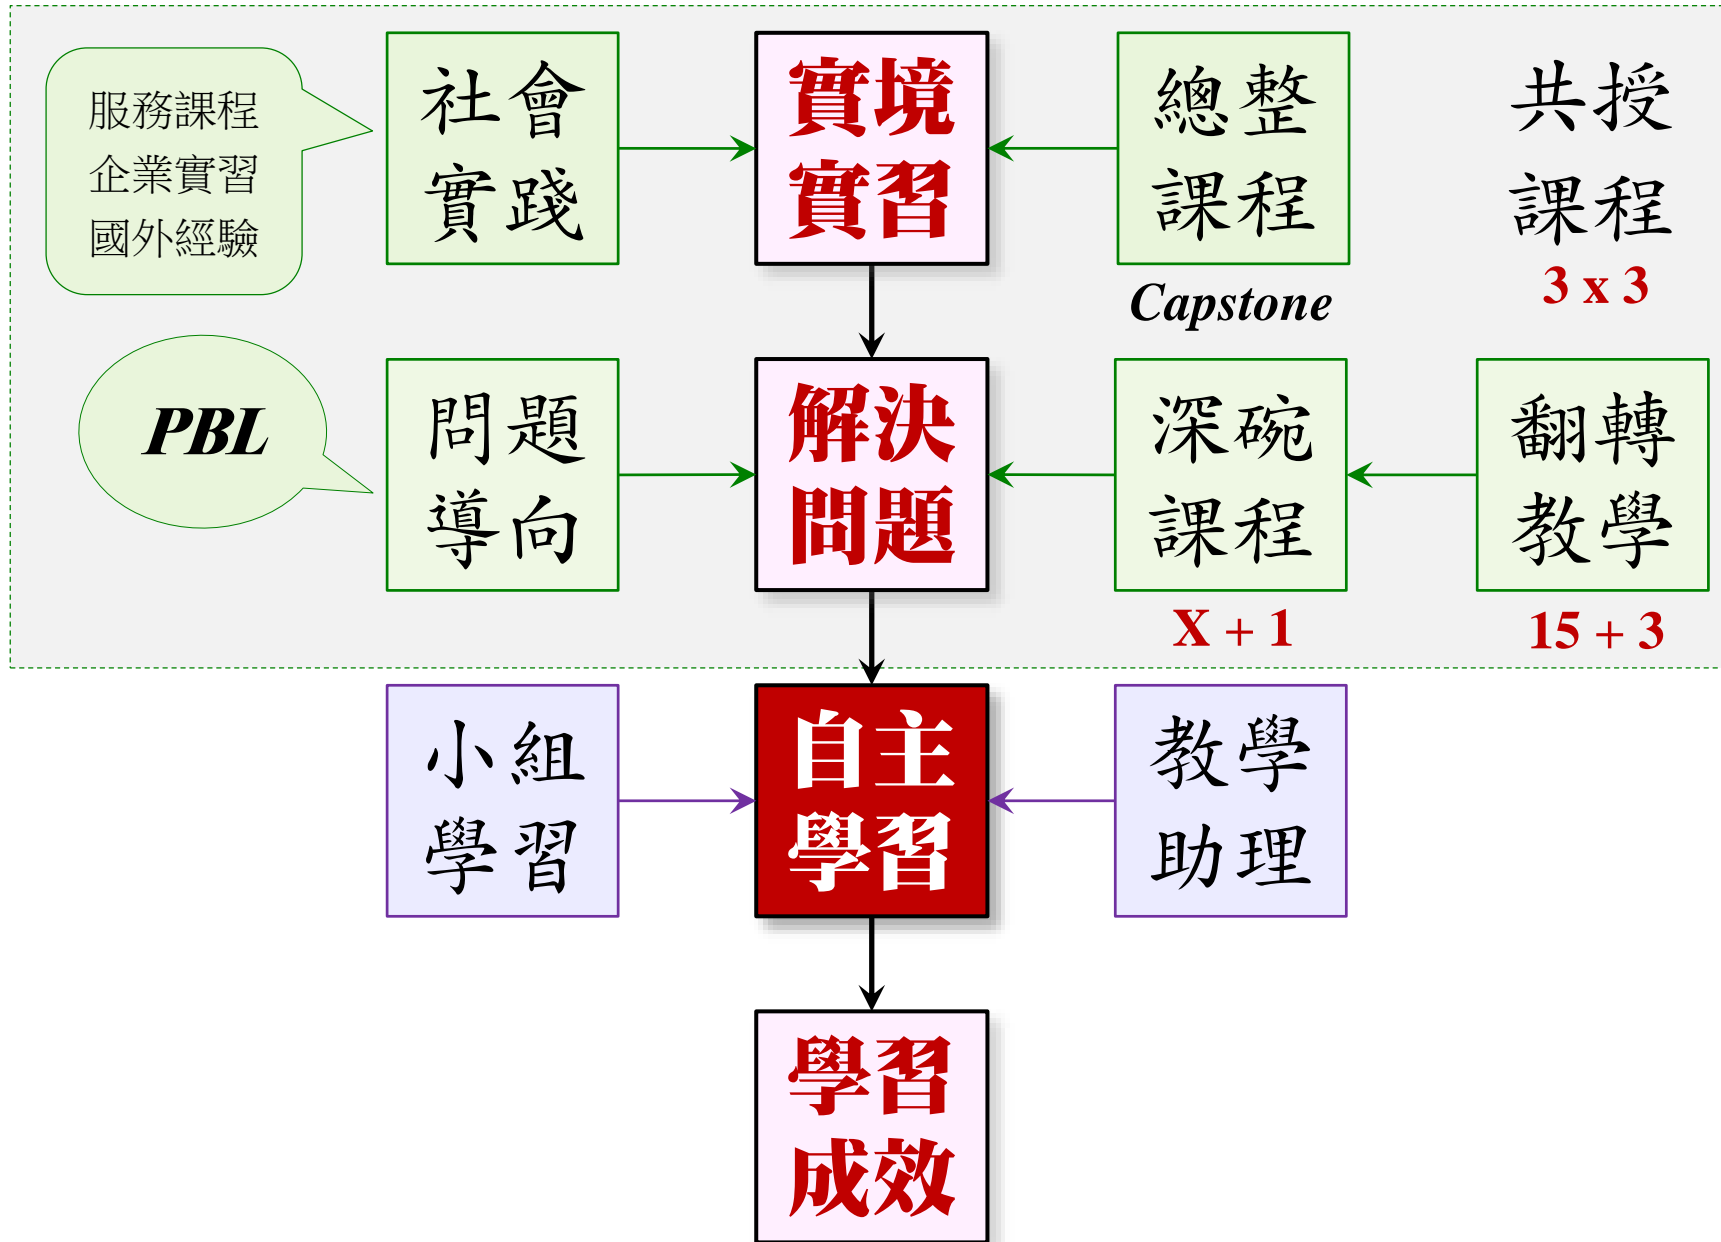 服務課程
企業實習
國外經驗
社會
實踐
實境
實習
總整
課程
Capstone
共授
課程
3 x 3
PBL
問題
導向
解決
問題
深碗
課程
X + 1
翻轉
教學
15 + 3
小組
學習
自主
學習
教學
助理
學習
成效